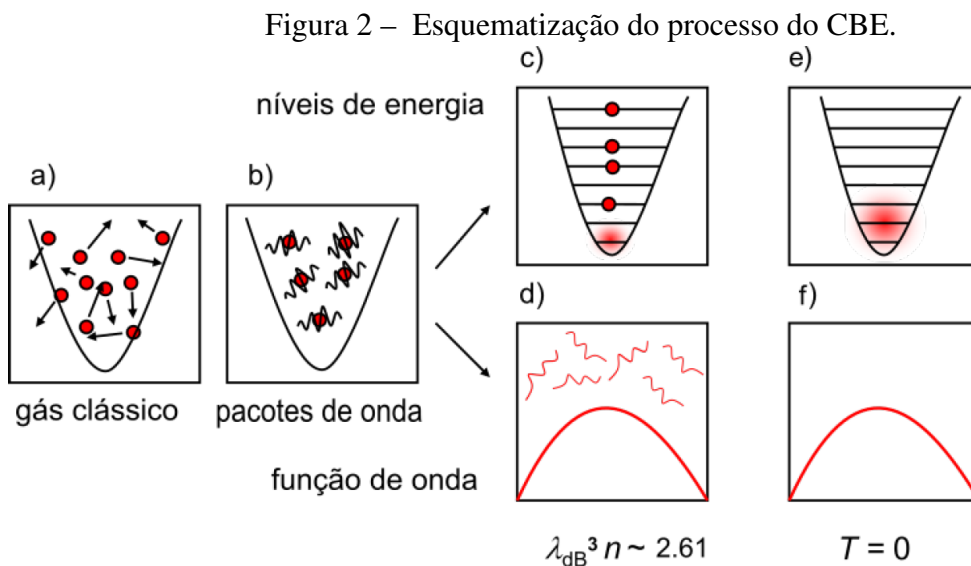 Figura 2 – Esquematização do processo do CBE.
c)
e)
níveis de energia
a)
b)
d)
f)
gás clássico
pacotes de onda
função de onda
λdB³ n ~ 2.61
T = 0